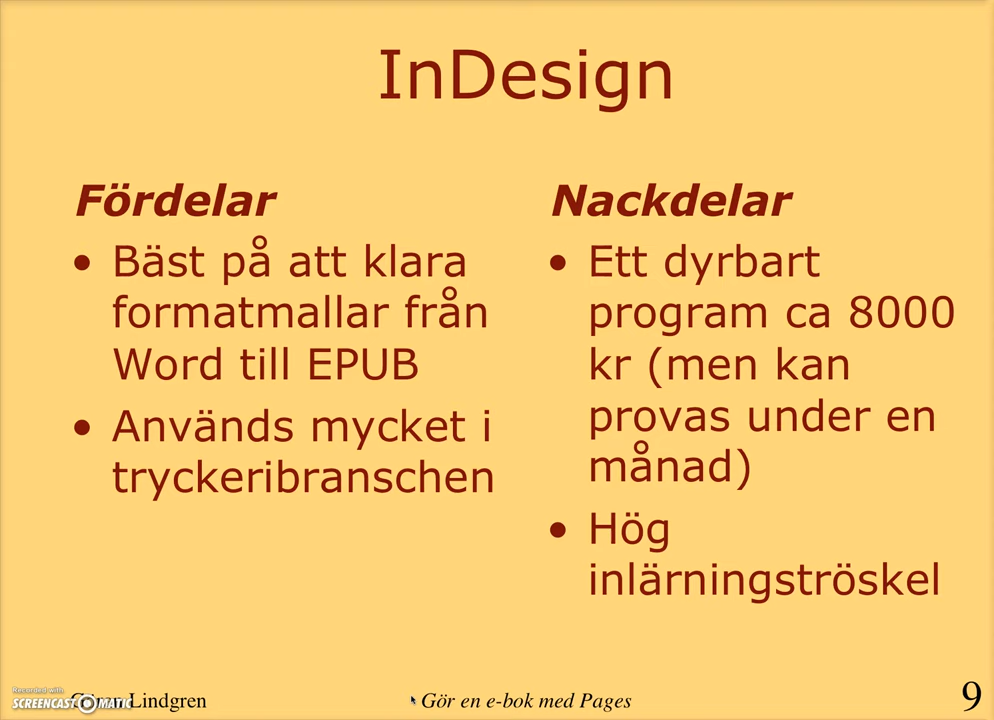 InDesign
Fördelar
• Bäst på att klara
formatmallar från
Word till EPUB
• Används mycket i
tryckeribranschen
Nackdelar
• Ett dyrbart
program ca 8000
kr (men kan
provas under en
månad)
• Hög
inlärningströskel
Recorded with
SCREENCAST MATIC
Lindgren
Gör en e-bok med Pages
9